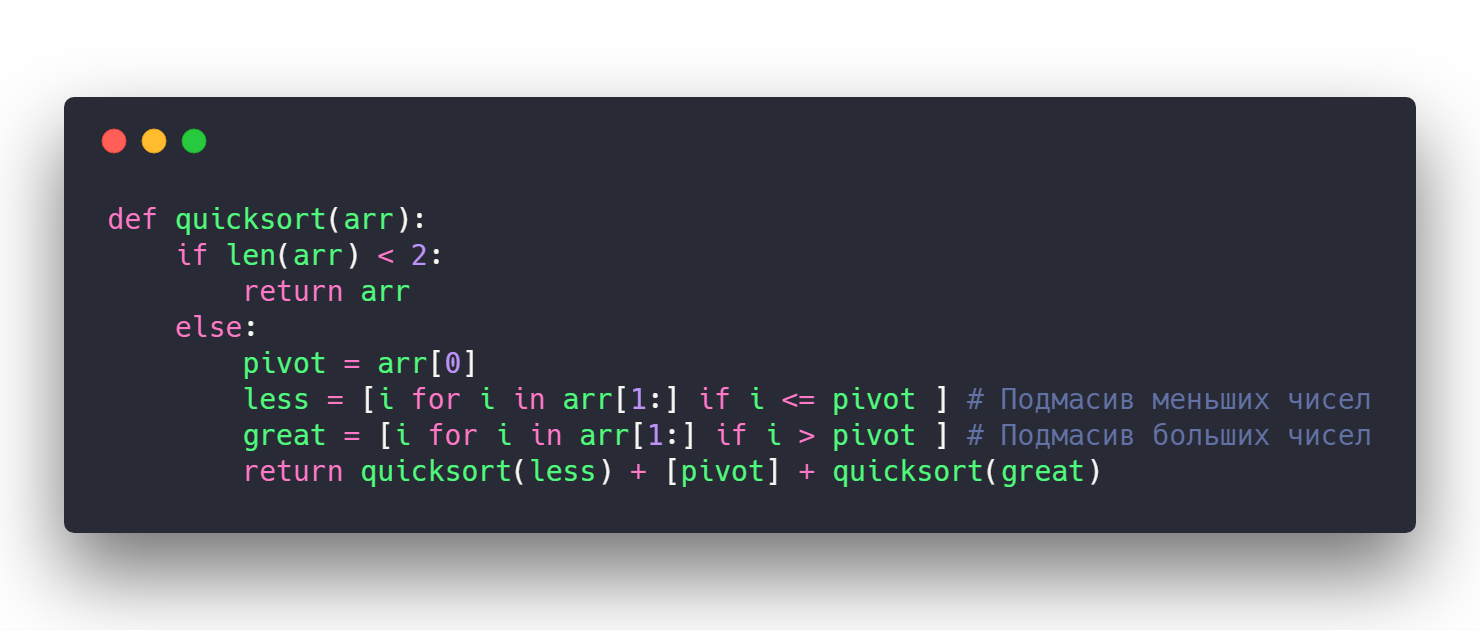 def quicksort(arr):
    if len(arr) < 2:
        return arr
    else:
        pivot = arr[0]
        less = [i for i in arr[1:] if i <= pivot ] # Подмасив меньших чисел
        great = [i for i in arr[1:] if i > pivot ] # Подмасив больших чисел
        return quicksort(less) + [pivot] + quicksort(great)